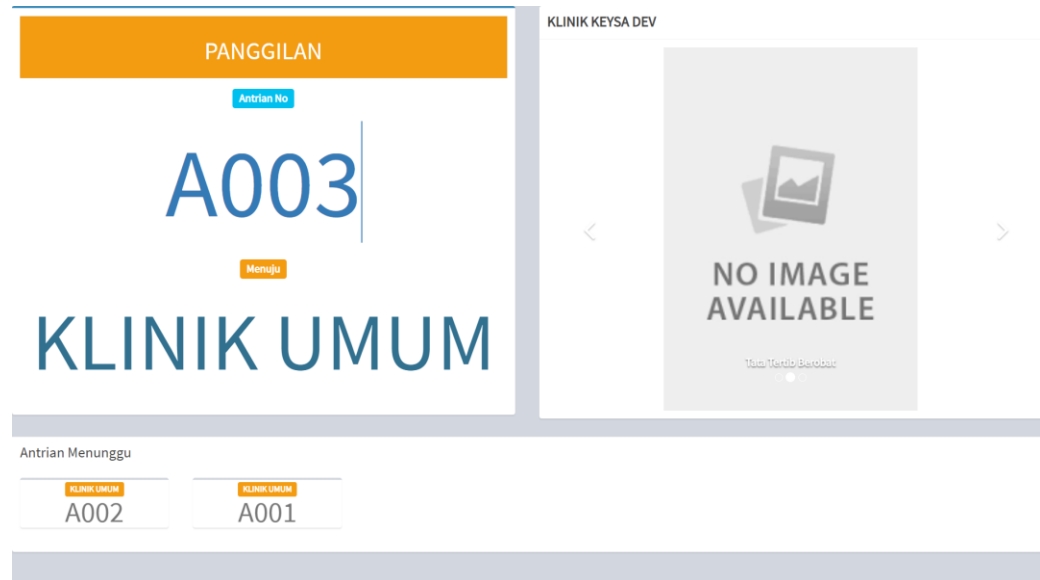 PANGGILAN
Antrian No
A003
Menuju
KLINIK UMUM
KLINIK KEYSA DEV
NO IMAGE
AVAILABLE
Tata Tertib Berobat
Antrian Menunggu
KLINIK UMUM
A002
KLINIK UMUM
A001